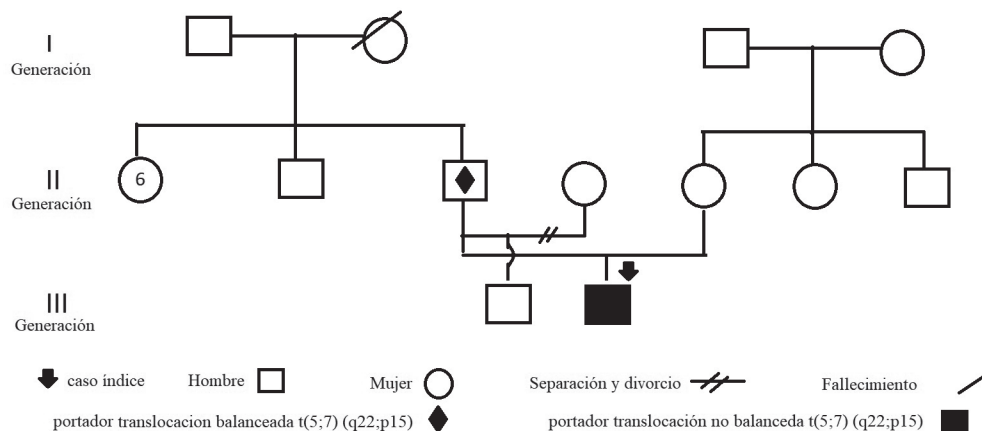 I
Generación
II
Generación
6
III
Generación
caso índice Hombre Mujer Separación y divorcio Fallecimiento
portador translocacion balanceada t(5;7) (q22;p15) portador translocación no balanceda t(5;7) (q22;p15)